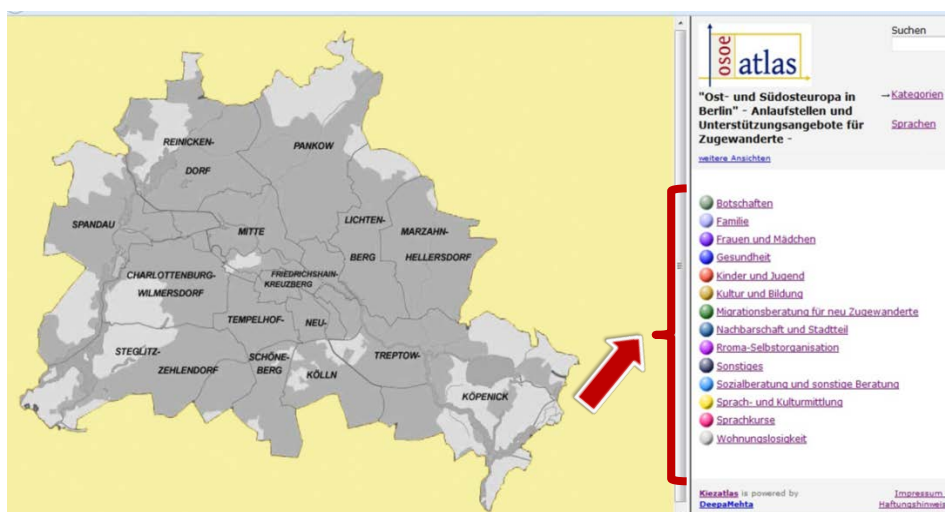 REINICKEN-
DORF
PANKOW
SPANDAU
MITTE
LICHTEN-
BERG
MARZAHN-
HELLERSDORF
CHARLOTTENBURG-
WILMERSDORF
FRIEDRICHSHAIN-
KREUZBERG
TEMPELHOF-
SCHÖNE-
BERG
NEU-
KÖLLN
STEGLITZ-
ZEHLENDORF
TREPTOW-
KÖPENICK
osoe
atlas
Suchen
"Ost- und Südosteuropa in
Berlin" - Anlaufstellen und
Unterstützungsangebote für
Zugewanderte -
→Kategorien
Sprachen
weitere Ansichten
Botschaften
Familie
Frauen und Mädchen
Gesundheit
Kinder und Jugend
Kultur und Bildung
Migrationsberatung für neu Zugewanderte
Nachbarschaft und Stadtteil
Rroma-Selbstorganisation
Sonstiges
Sozialberatung und sonstige Beratung
Sprach- und Kulturmittlung
Sprachkurse
Wohnungslosigkeit
Kiezatlas is powered by
DeepaMehta
Impressum
Haftungshinweis